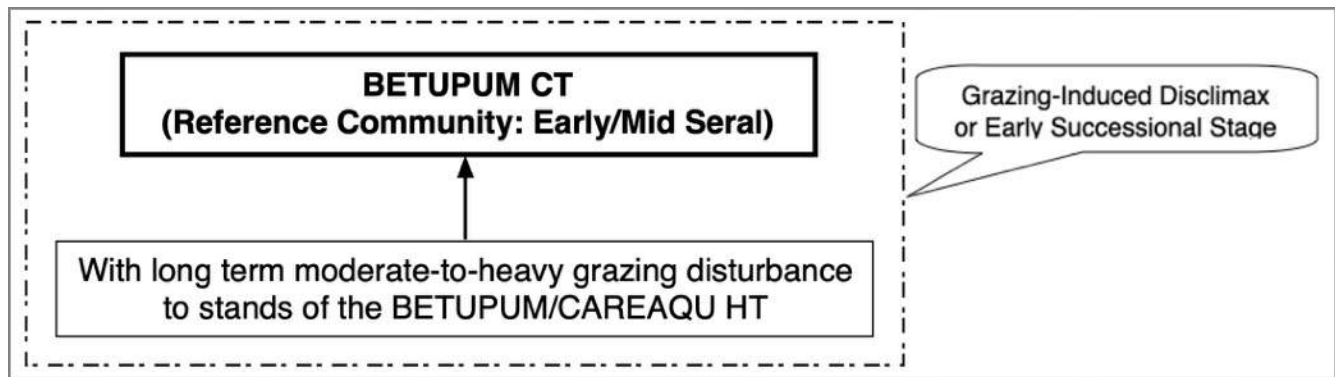 BETUPUM CT
(Reference Community: Early/Mid Seral)
Grazing-Induced Disclimax
or Early Successional Stage
With long term moderate-to-heavy grazing disturbance
to stands of the BETUPUM/CAREAQU HT